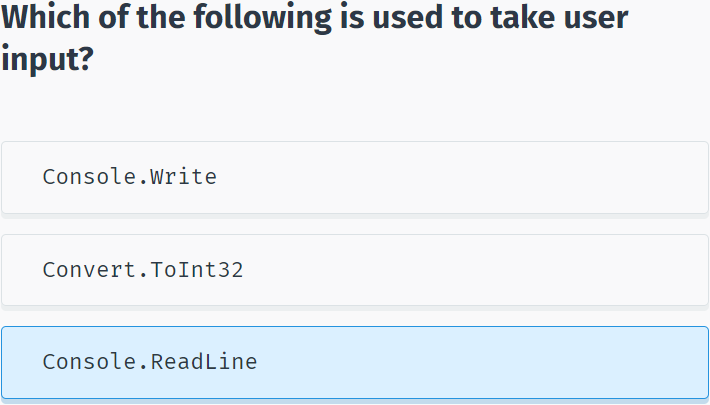 Which of the following is used to take user
input?
Console.Write
Convert.ToInt32
Console.ReadLine